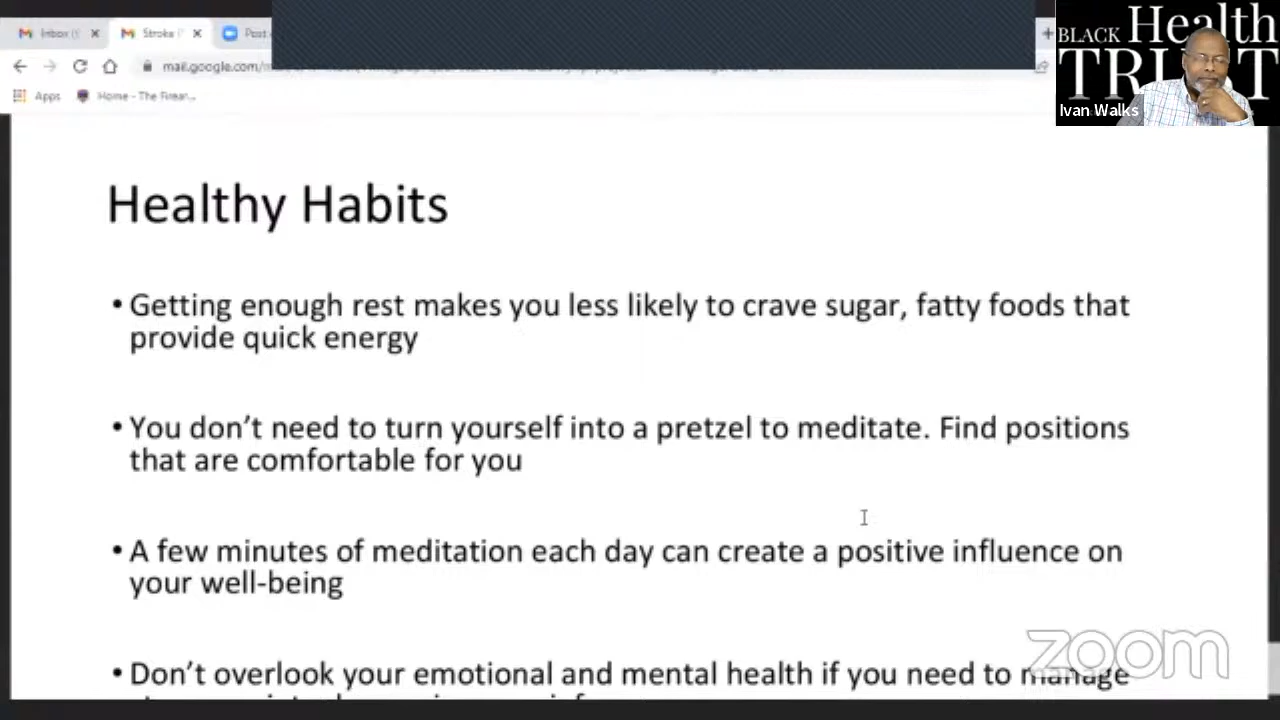 Inbox (
Stroke (
Post
mail.google.com/
Apps
Home - The Firear...
BLACK Health
TRUST
Ivan Walks
Healthy Habits
• Getting enough rest makes you less likely to crave sugar, fatty foods that
provide quick energy
• You don't need to turn yourself into a pretzel to meditate. Find positions
that are comfortable for you
• A few minutes of meditation each day can create a positive influence on
your well-being
• Don't overlook your emotional and mental health if you need to manage
zoom